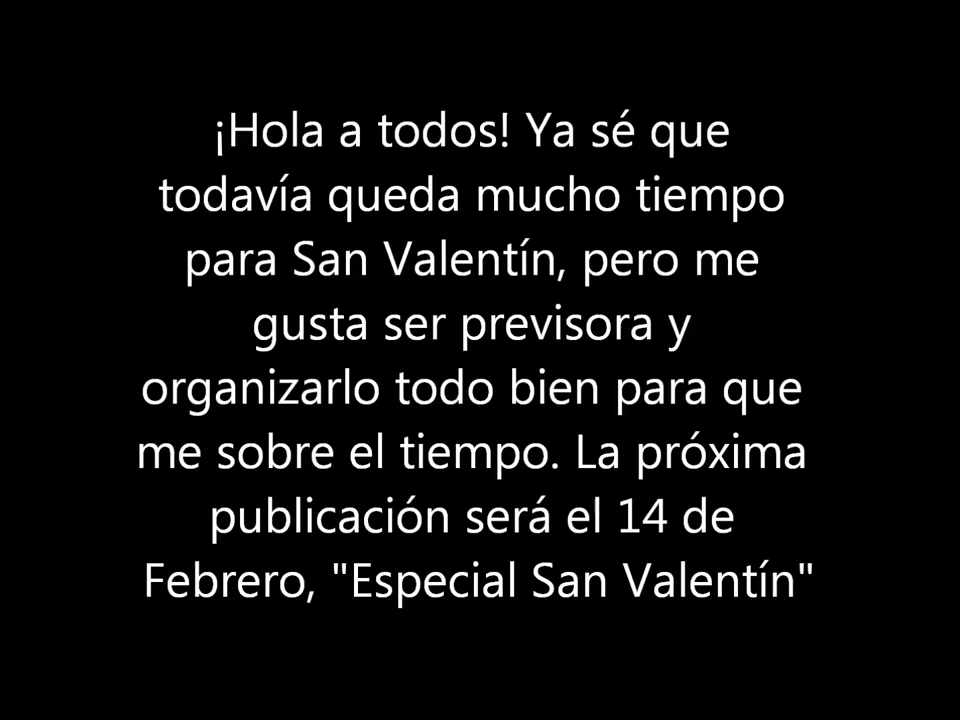 ¡Hola a todos! Ya sé que
todavía queda mucho tiempo
para San Valentín, pero me
gusta ser previsora y
organizarlo todo bien para que
me sobre el tiempo. La próxima
publicación será el 14 de
Febrero, "Especial San Valentín"